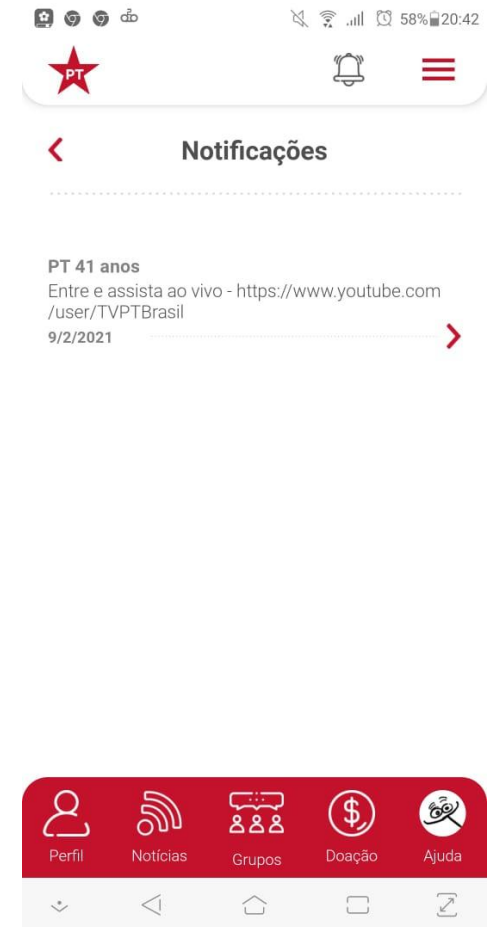 58% 20:42
PT
Notificações
PT 41 anos
Entre e assista ao vivo - https://www.youtube.com
/user/TVPTBrasil
9/2/2021
Perfil Notícias Grupos Doação Ajuda